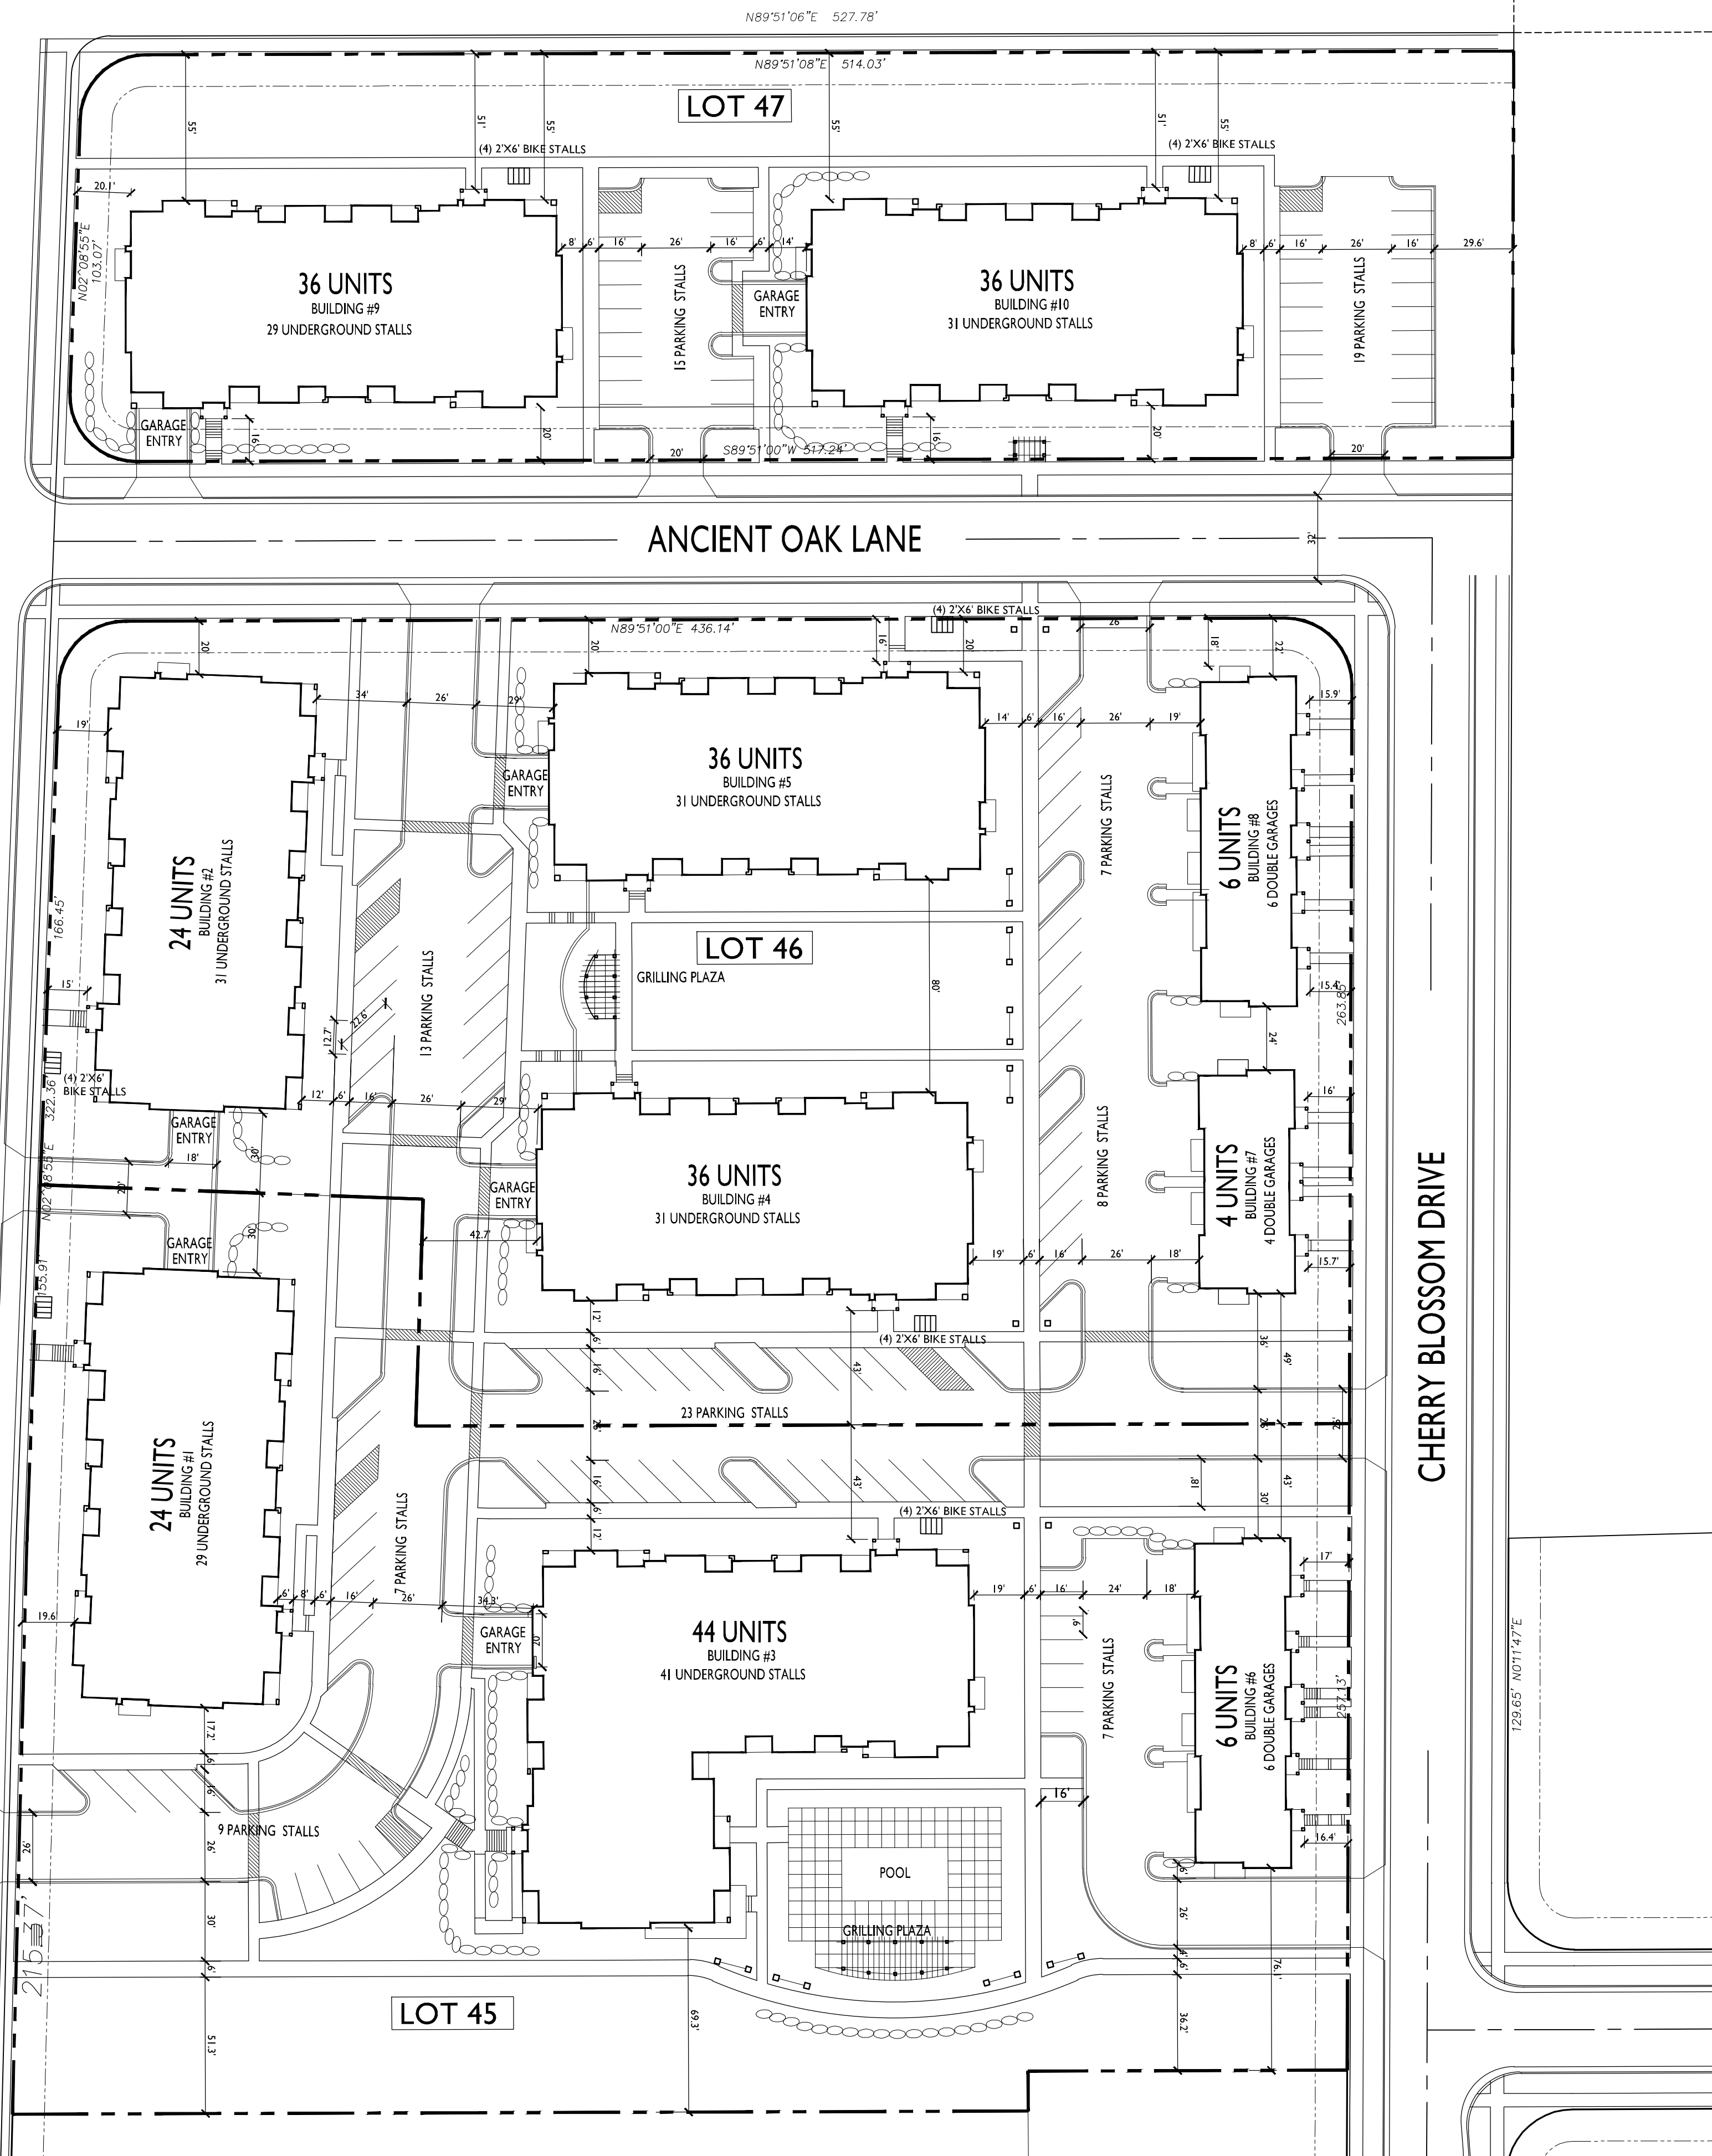 N89°51'06"E 527.78'
N89°51'08"E 514.03'
LOT 47
55'
51'
55'
55'
51'
55'
(4) 2'X6' BIKE STALLS
(4) 2'X6' BIKE STALLS
20.1'
N02°08'55"E
103.07'
36 UNITS
BUILDING #9
29 UNDERGROUND STALLS
8'
6'
16'
26'
16'
6'
14'
15 PARKING STALLS
GARAGE
ENTRY
36 UNITS
BUILDING #10
31 UNDERGROUND STALLS
8'
6'
16'
26'
16'
29.6'
19 PARKING STALLS
GARAGE
ENTRY
16'
20'
20'
S89°51'00"W 517.24'
16'
20'
20'
ANCIENT OAK LANE
32'
(4) 2'X6' BIKE STALLS
N89°51'00"E 436.14'
20'
20'
16'
20'
26'
18'
22'
34'
26'
29'
19'
14'
6'
16'
26'
19'
15.9'
36 UNITS
BUILDING #5
31 UNDERGROUND STALLS
GARAGE
ENTRY
7 PARKING STALLS
6 UNITS
BUILDING #8
6 DOUBLE GARAGES
24 UNITS
BUILDING #2
31 UNDERGROUND STALLS
166.45'
LOT 46
GRILLING PLAZA
80'
13 PARKING STALLS
15'
22.6'
12.7'
15.4'
263.85'
24'
(4) 2'X6'
BIKE STALLS
322.36'
N02°08'55"E
12'
6'
16'
26'
29'
16'
GARAGE
ENTRY
18'
30'
20'
30'
GARAGE
ENTRY
155.91'
36 UNITS
BUILDING #4
31 UNDERGROUND STALLS
GARAGE
ENTRY
42.7'
8 PARKING STALLS
4 UNITS
BUILDING #7
4 DOUBLE GARAGES
19'
6'
16'
26'
18'
15.7'
CHERRY BLOSSOM DRIVE
12'
6'
16'
26'
16'
6'
12'
(4) 2'X6' BIKE STALLS
43'
23 PARKING STALLS
43'
36'
49'
26'
26'
43'
18'
30'
(4) 2'X6' BIKE STALLS
24 UNITS
BUILDING #1
29 UNDERGROUND STALLS
7 PARKING STALLS
6'
8'
6'
16'
26'
34.3'
19.6'
GARAGE
ENTRY
20'
44 UNITS
BUILDING #3
41 UNDERGROUND STALLS
19'
6'
16'
24'
18'
17'
9'
7 PARKING STALLS
6 UNITS
BUILDING #6
6 DOUBLE GARAGES
257.13'
129.65' N0°11'47"E
17.2'
6'
16'
26'
26'
30'
6'
51.3'
9 PARKING STALLS
16'
16.4'
POOL
GRILLING PLAZA
6'
26'
4'
6'
76.1'
36.2'
215.37'
LOT 45
69.3'